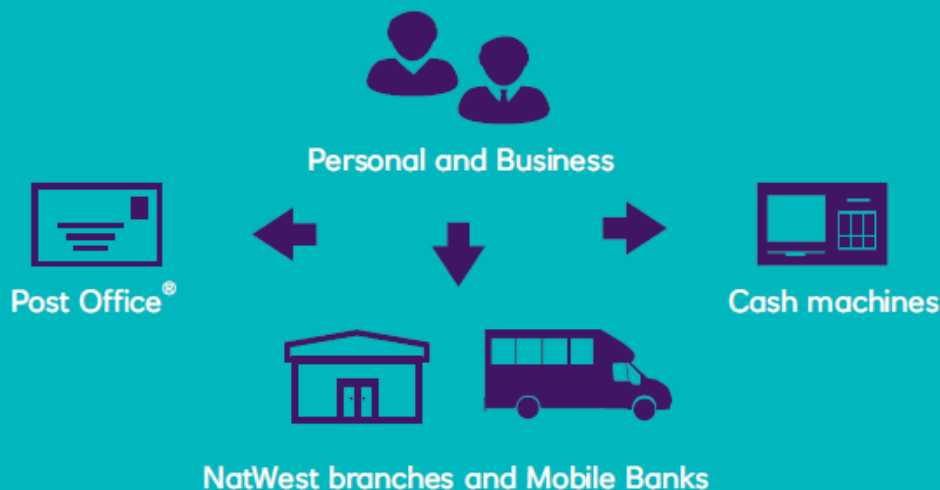 Personal and Business
Post Office®
Cash machines
NatWest branches and Mobile Banks